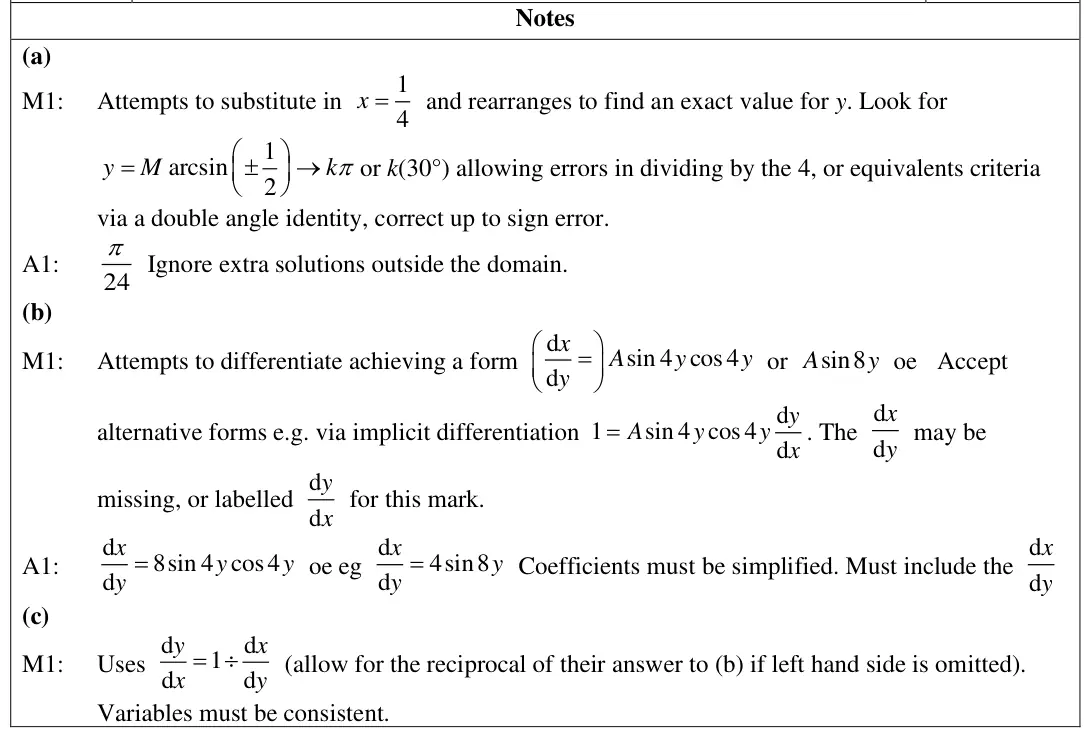 Notes
(a)
M1: Attempts to substitute in x = 1/4 and rearranges to find an exact value for y. Look for
y = M arcsin(± 1/2) → kπ or k(30°) allowing errors in dividing by the 4, or equivalents criteria
via a double angle identity, correct up to sign error.
A1: π/24 Ignore extra solutions outside the domain.
(b)
M1: Attempts to differentiate achieving a form (dx/dy =) A sin 4y cos 4y or A sin 8y oe Accept
alternative forms e.g. via implicit differentiation 1 = A sin 4y cos 4y dy/dx. The dx/dy may be
missing, or labelled dy/dx for this mark.
A1: dx/dy = 8 sin 4y cos 4y oe eg dx/dy = 4 sin 8y Coefficients must be simplified. Must include the dx/dy
(c)
M1: Uses dy/dx = 1 ÷ dx/dy (allow for the reciprocal of their answer to (b) if left hand side is omitted).
Variables must be consistent.